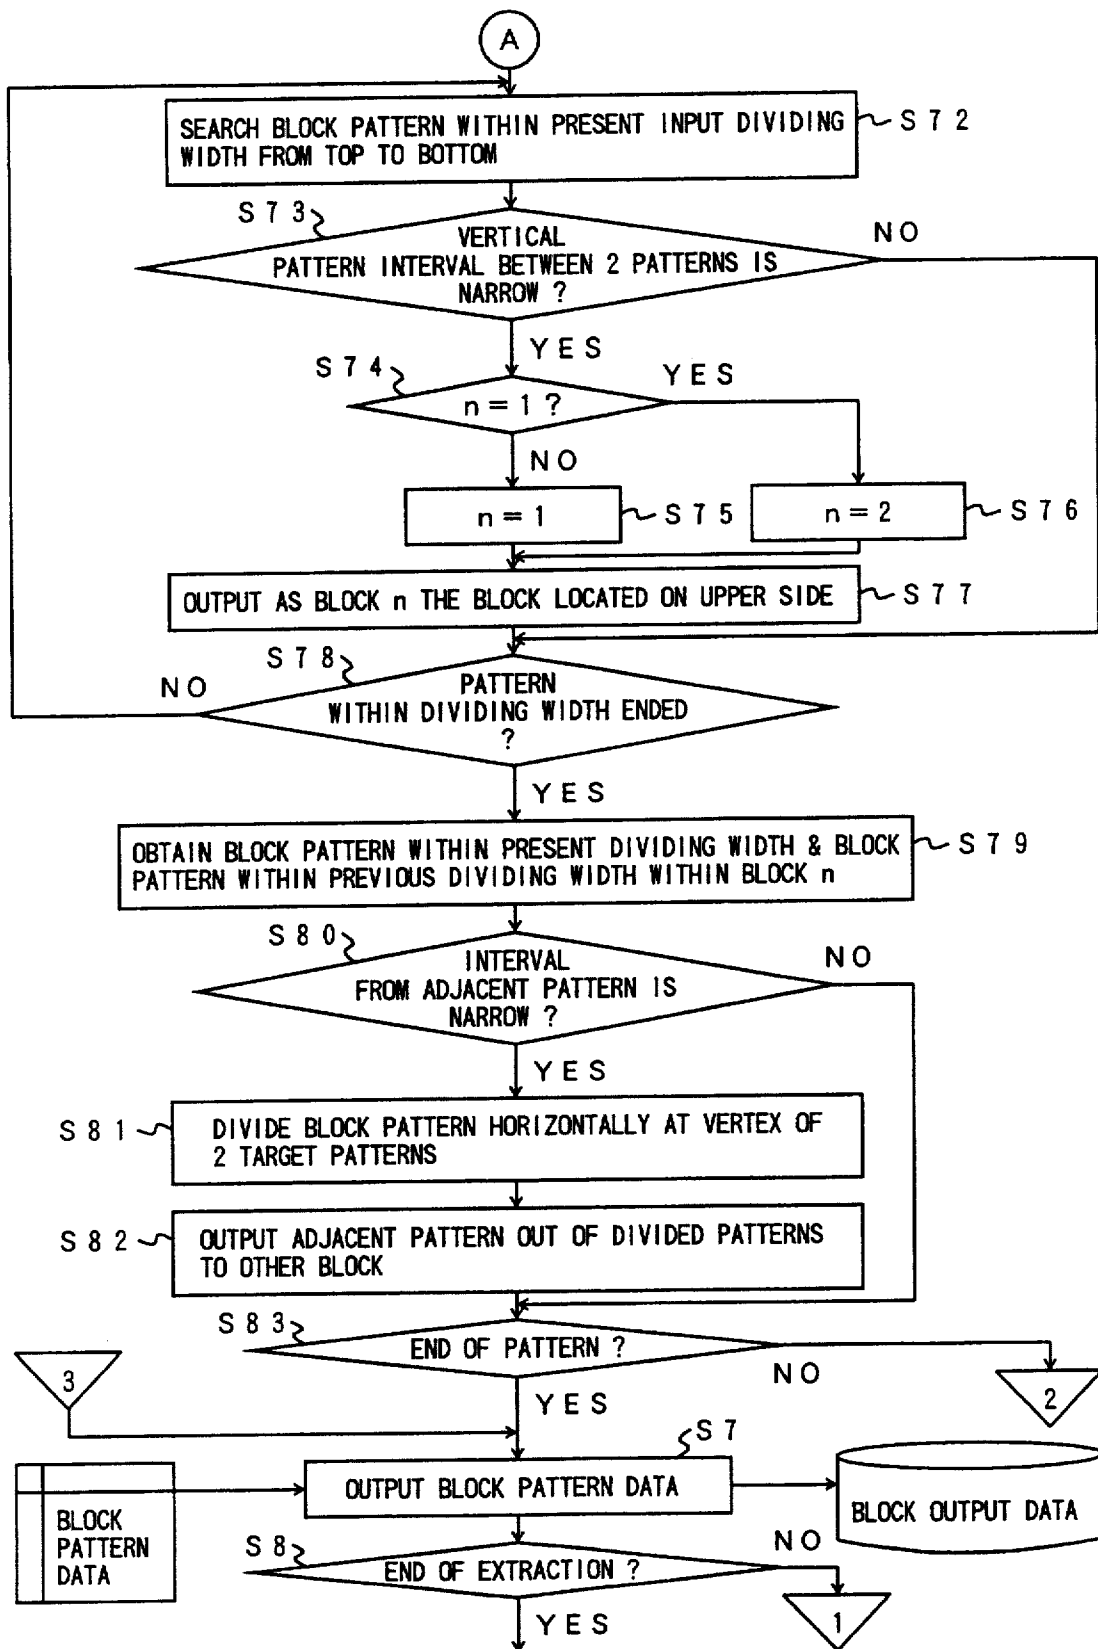 A
SEARCH BLOCK PATTERN WITHIN PRESENT INPUT DIVIDING
WIDTH FROM TOP TO BOTTOM
S72
S73
VERTICAL
PATTERN INTERVAL BETWEEN 2 PATTERNS IS
NARROW ?
NO
YES
S74
n = 1 ?
YES
NO
n = 1
S75
n = 2
S76
OUTPUT AS BLOCK n THE BLOCK LOCATED ON UPPER SIDE
S77
S78
NO
PATTERN
WITHIN DIVIDING WIDTH ENDED
?
YES
OBTAIN BLOCK PATTERN WITHIN PRESENT DIVIDING WIDTH & BLOCK
PATTERN WITHIN PREVIOUS DIVIDING WIDTH WITHIN BLOCK n
S79
S80
INTERVAL
FROM ADJACENT PATTERN IS
NARROW ?
NO
YES
S81
DIVIDE BLOCK PATTERN HORIZONTALLY AT VERTEX OF
2 TARGET PATTERNS
S82
OUTPUT ADJACENT PATTERN OUT OF DIVIDED PATTERNS
TO OTHER BLOCK
S83
END OF PATTERN ?
NO
2
3
YES
S7
OUTPUT BLOCK PATTERN DATA
BLOCK
PATTERN
DATA
BLOCK OUTPUT DATA
S8
END OF EXTRACTION ?
NO
1
YES